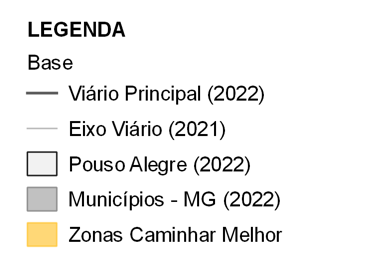 LEGENDA
Base
Viário Principal (2022)
Eixo Viário (2021)
Pouso Alegre (2022)
Municípios - MG (2022)
Zonas Caminhar Melhor